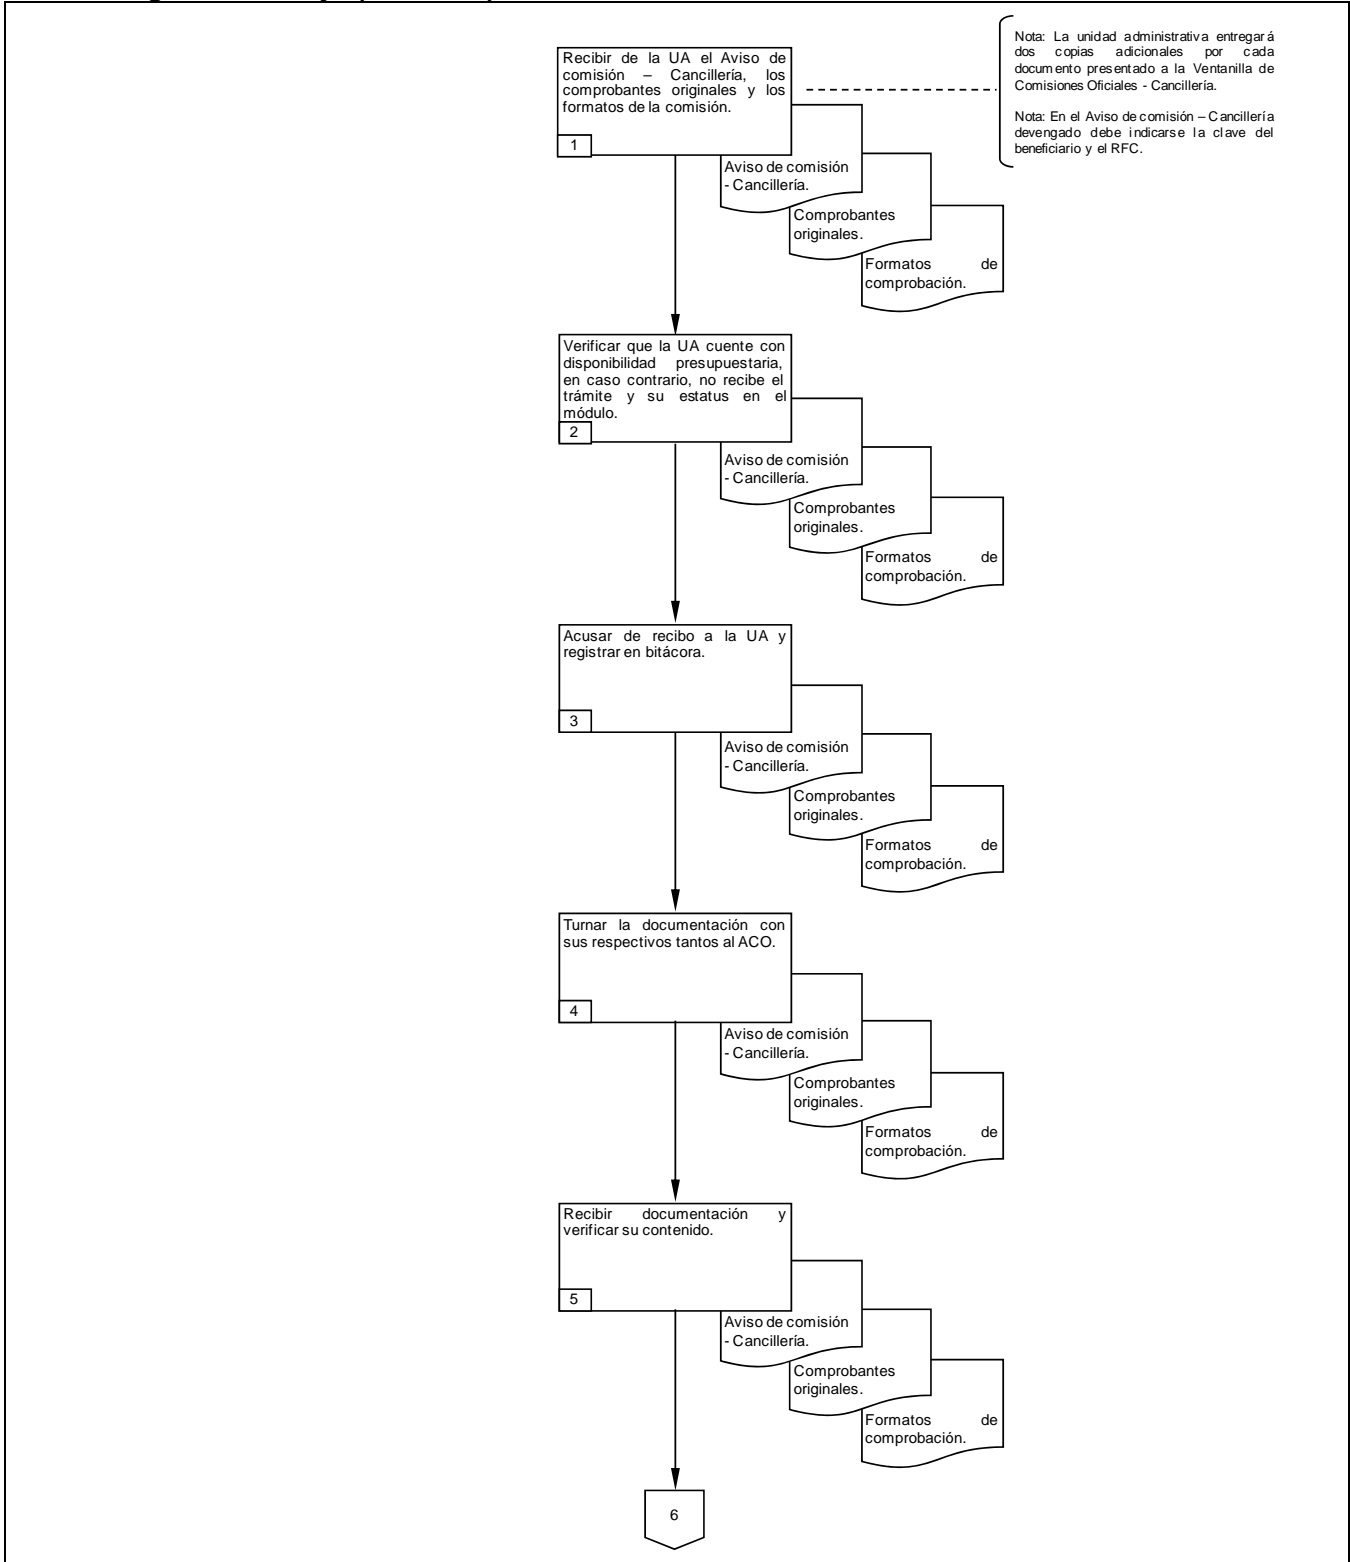 Recibir de la UA el Aviso de
comisión – Cancillería, los
comprobantes originales y los
formatos de la comisión.
1
Nota: La unidad administrativa entregará
dos copias adicionales por cada
documento presentado a la Ventanilla de
Comisiones Oficiales - Cancillería.
Nota: En el Aviso de comisión – Cancillería
devengado debe indicarse la clave del
beneficiario y el RFC.
Aviso de comisión
- Cancillería.
Comprobantes
originales.
Formatos de
comprobación.
Verificar que la UA cuente con
disponibilidad presupuestaria,
en caso contrario, no recibe el
trámite y su estatus en el
módulo.
2
Aviso de comisión
- Cancillería.
Comprobantes
originales.
Formatos de
comprobación.
Acusar de recibo a la UA y
registrar en bitácora.
3
Aviso de comisión
- Cancillería.
Comprobantes
originales.
Formatos de
comprobación.
Turnar la documentación con
sus respectivos tantos al ACO.
4
Aviso de comisión
- Cancillería.
Comprobantes
originales.
Formatos de
comprobación.
Recibir documentación y
verificar su contenido.
5
Aviso de comisión
- Cancillería.
Comprobantes
originales.
Formatos de
comprobación.
6